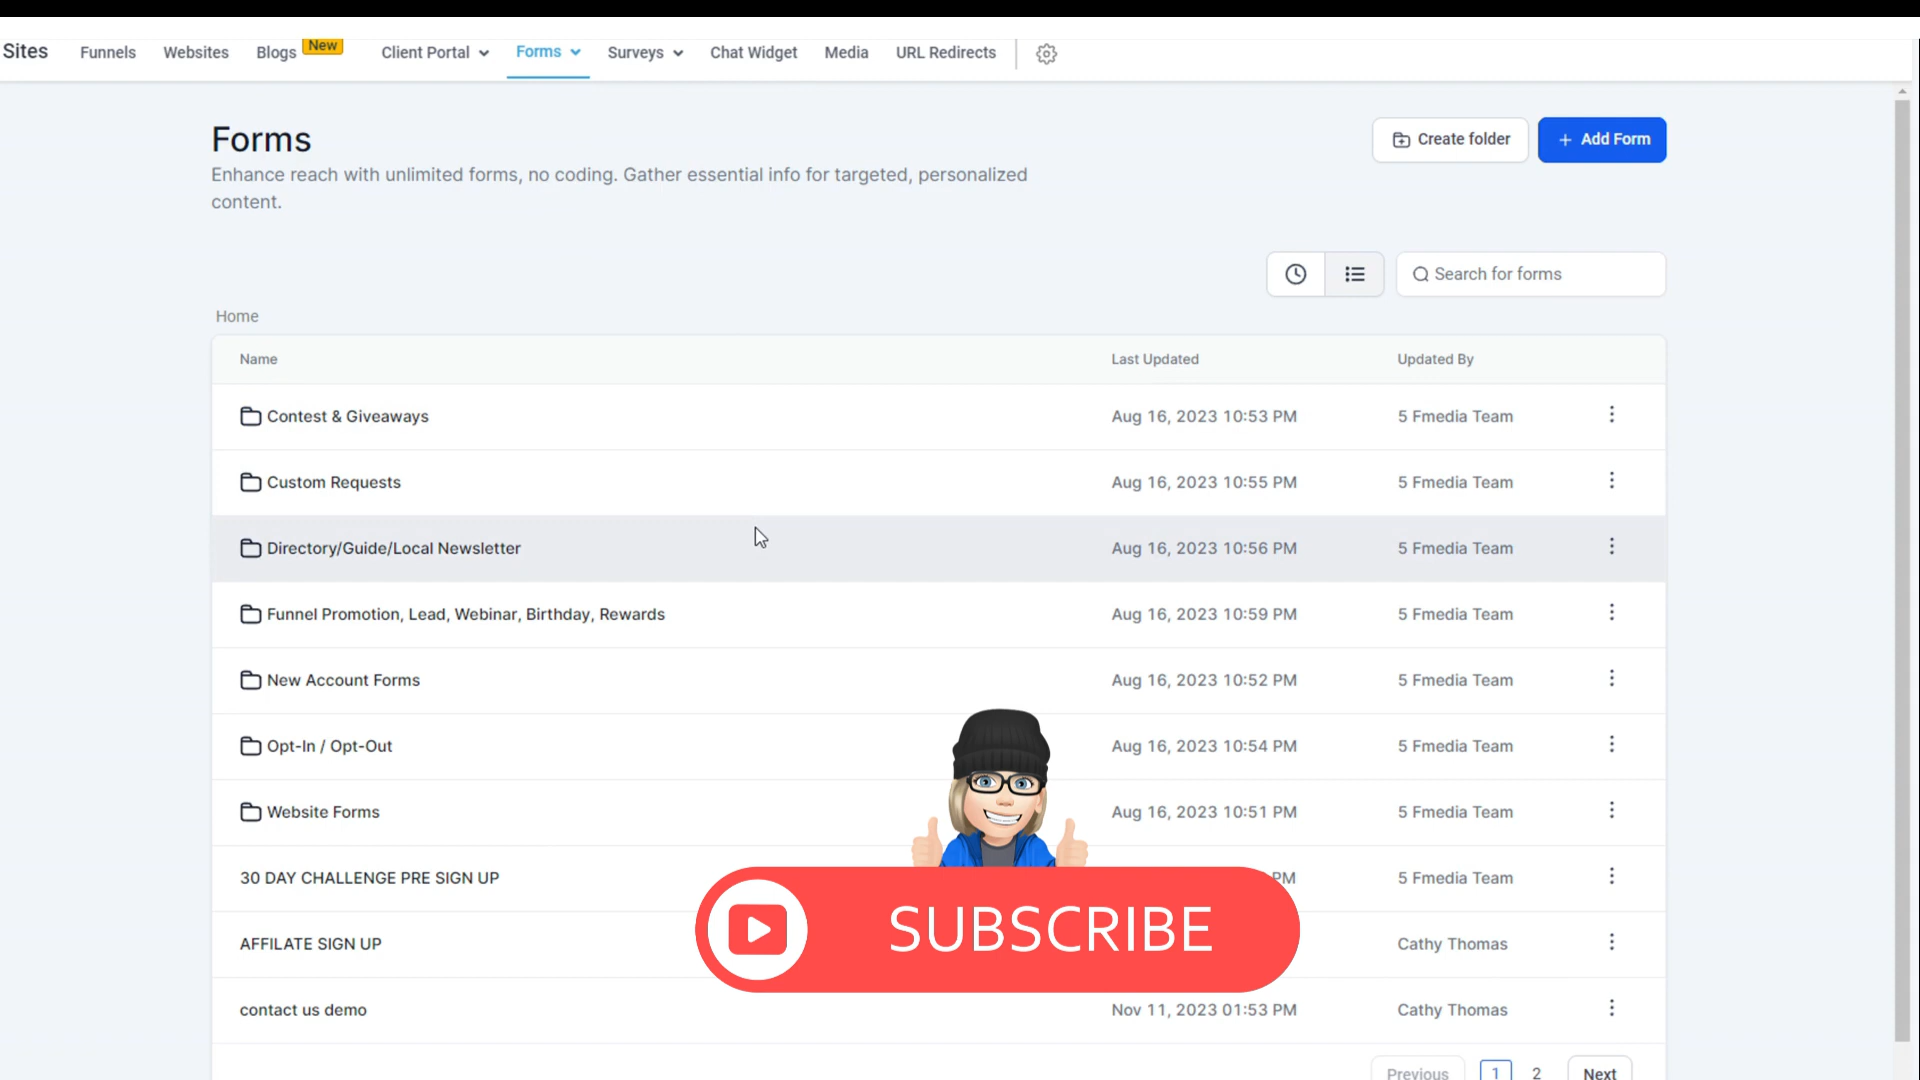 Sites Funnels Websites Blogs New Client Portal Forms Surveys Chat Widget Media URL Redirects
Forms
Create folder + Add Form
Enhance reach with unlimited forms, no coding. Gather essential info for targeted, personalized
content.
Search for forms
Home
Name Last Updated Updated By
Contest & Giveaways Aug 16, 2023 10:53 PM 5 Fmedia Team
Custom Requests Aug 16, 2023 10:55 PM 5 Fmedia Team
Directory/Guide/Local Newsletter Aug 16, 2023 10:56 PM 5 Fmedia Team
Funnel Promotion, Lead, Webinar, Birthday, Rewards Aug 16, 2023 10:59 PM 5 Fmedia Team
New Account Forms Aug 16, 2023 10:52 PM 5 Fmedia Team
Opt-In / Opt-Out Aug 16, 2023 10:54 PM 5 Fmedia Team
Website Forms Aug 16, 2023 10:51 PM 5 Fmedia Team
30 DAY CHALLENGE PRE SIGN UP PM 5 Fmedia Team
SUBSCRIBE
AFFILATE SIGN UP Cathy Thomas
contact us demo Nov 11, 2023 01:53 PM Cathy Thomas
Previous 1 2 Next